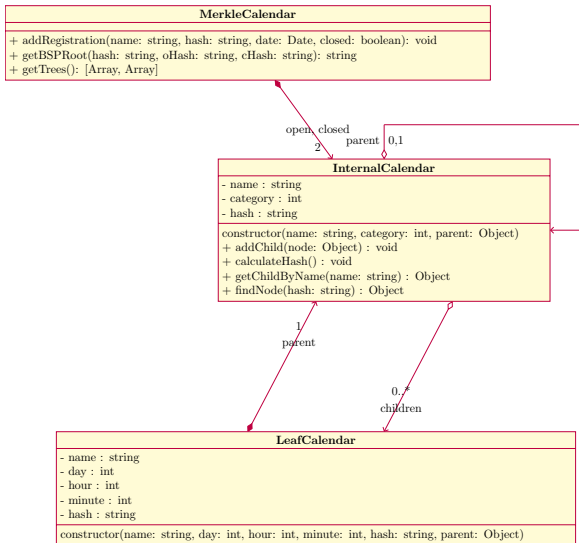 MerkleCalendar
+ addRegistration(name: string, hash: string, date: Date, closed: boolean): void
+ getBSPRoot(hash: string, oHash: string, cHash: string): string
+ getTrees(): [Array, Array]
open, closed
2
parent 0,1
InternalCalendar
- name : string
- category : int
- hash : string
constructor(name: string, category: int, parent: Object)
+ addChild(node: Object) : void
+ calculateHash() : void
+ getChildByName(name: string) : Object
+ findNode(hash: string) : Object
1
parent
0..*
children
LeafCalendar
- name : string
- day : int
- hour : int
- minute : int
- hash : string
constructor(name: string, day: int, hour: int, minute: int, hash: string, parent: Object)